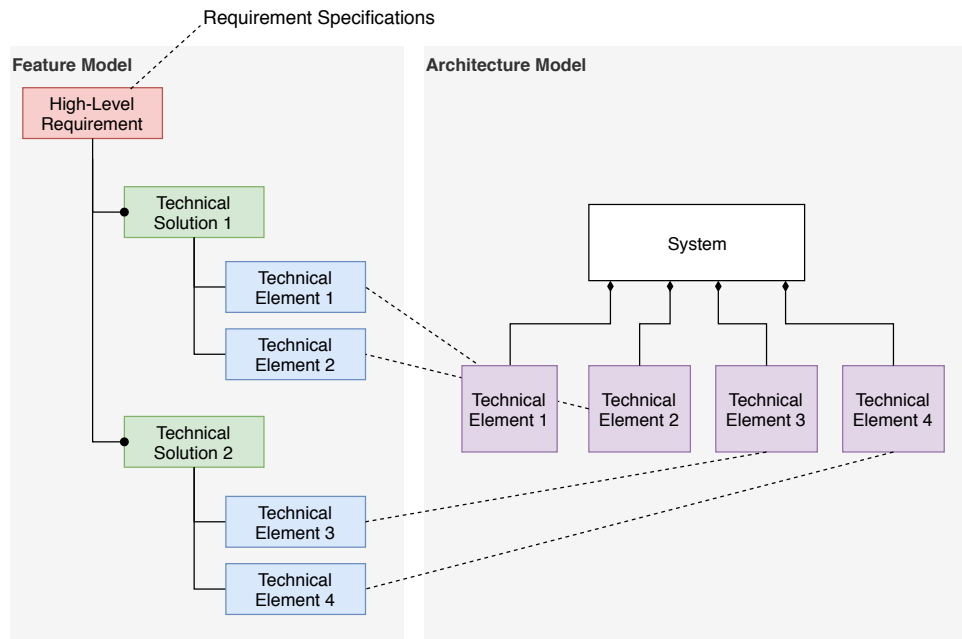 Requirement Specifications
Feature Model
High-Level
Requirement
Technical
Solution 1
Technical
Element 1
Technical
Element 2
Technical
Solution 2
Technical
Element 3
Technical
Element 4
Architecture Model
System
Technical
Element 1
Technical
Element 2
Technical
Element 3
Technical
Element 4